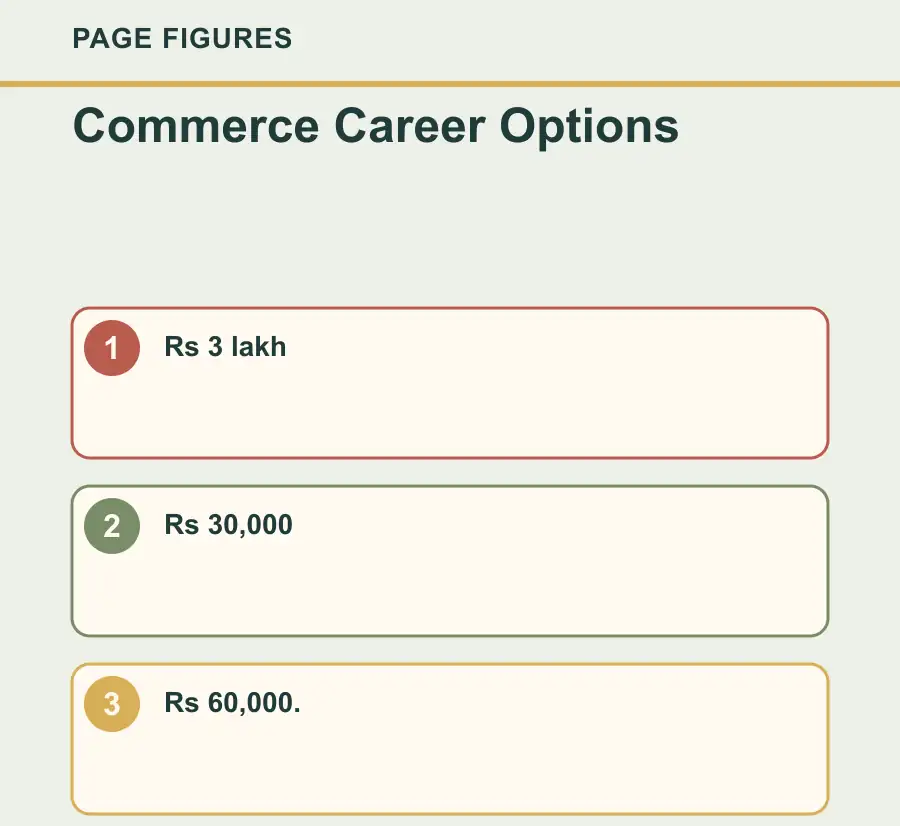 PAGE FIGURES
Commerce Career Options
1 Rs 3 lakh
2 Rs 30,000
3 Rs 60,000.